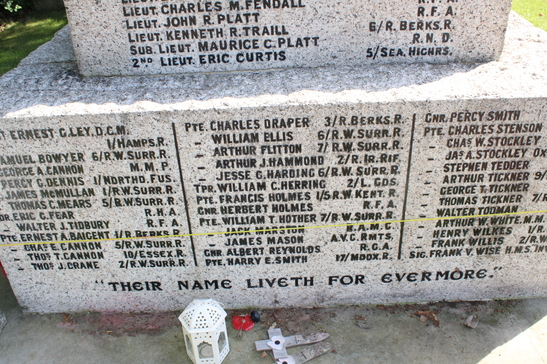 LIEUT. CHARLES M. FENDALL R.F.A.
LIEUT. JOHN R. PLATT R.F.A.
LIEUT. KENNETH R. TRAILL 6/R. BERKS. R.
SUB. LIEUT. MAURICE C. PLATT R.N.D.
2ND LIEUT. ERIC CURTIS 5/SEA. HIGHRS.
ERNEST G. LEY, D.C.M.
1/HAMPS. R.
SAMUEL BOWYER 6/R.W. SURR. R.
GEORGE A. CANNON M.M.P.
PERCY G. DENNIS 1/NORTHD. FUS.
JAMES MCMULLAN 1/R.W. SURR. R.
C. MEARS 5/R.W. SURR. R.
ERIC C. FEAR R.H.A.
WALTER J. TIDBURY R.F.A.
PTE. ERNEST H. ARGENT 1/R. BERKS. R.
CHAS. E. CANNON 1/R.W. SURR. R.
THOS. T. CANNON 10/ESSEX. R.
THOS. J. CRANE 2/R.W. SURR. R.
PTE. CHARLES DRAPER 3/R. BERKS. R.
WILLIAM ELLIS 6/R.W. SURR. R.
ARTHUR FLITTON 7/R.W. SURR. R.
ARTHUR J. HAMMOND 2/R. IR. RIF.
JESSE G. HARDING 6/R.W. SURR. R.
TPR. WILLIAM C. HERRING 2/L. GDS.
PTE. FRANCIS HOLMES 1/R.W. KENT. R.
GNR. HERBERT HOLMES R.F.A.
PTE. WILLIAM T. HOTHER 7/R.W. SURR. R.
JACK MARSTON R.A.M.C.
JAMES MASON A.V.C. RMTS.
GNR. ALBERT REYNOLDS R.G.A.
PTE. HARRY E. SMITH 17/MDDX. R.
GNR. PERCY SMITH
PTE. CHARLES STENSON
CHAS. W. STOCKLEY
JAS. A. STOCKLEY
STEPHEN TEDDER
ARTHUR TICKNER
GEORGE T. TICKNER
THOMAS TICKNER
WALTER TIDMAN
ARTHUR W. WHITE, M.M.
HENRY WILKES
FRANK WILLIS
SIG. FRANK V. WISE H.M.S.
"THEIR NAME LIVETH FOR EVERMORE."